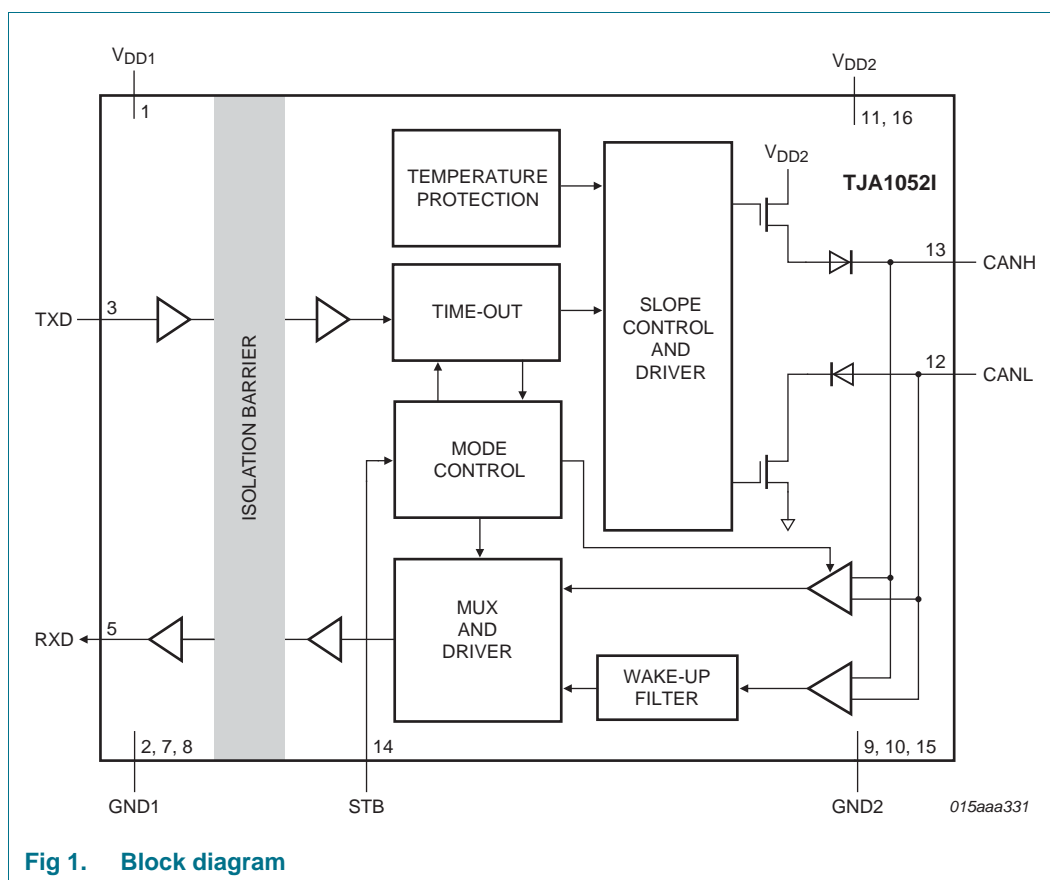 VDD1
VDD2
1
11, 16
TEMPERATURE
PROTECTION
VDD2
TJA1052I
13
CANH
TXD
3
TIME-OUT
SLOPE
CONTROL
AND
DRIVER
12
CANL
ISOLATION BARRIER
MODE
CONTROL
MUX
AND
DRIVER
RXD
5
WAKE-UP
FILTER
2, 7, 8
14
9, 10, 15
GND1
STB
GND2
015aaa331
Fig 1. Block diagram